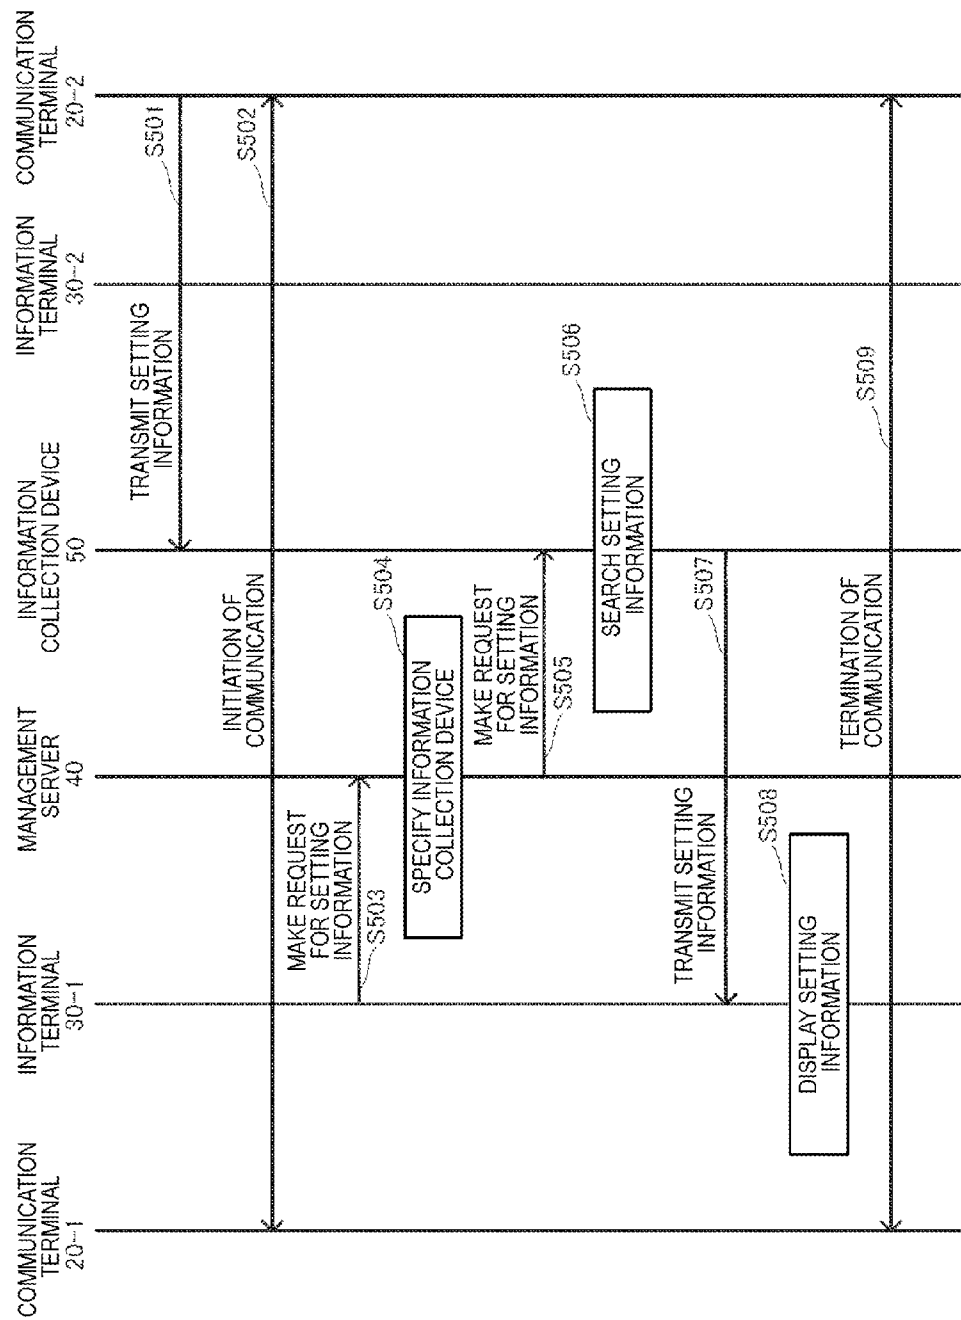 COMMUNICATION
TERMINAL
20-1
INFORMATION
TERMINAL
30-1
MANAGEMENT
SERVER
40
INFORMATION
COLLECTION DEVICE
50
INFORMATION
TERMINAL
30-2
COMMUNICATION
TERMINAL
20-2
TRANSMIT SETTING
INFORMATION
S501
INITIATION OF
COMMUNICATION
S502
MAKE REQUEST
FOR SETTING
INFORMATION
S503
SPECIFY INFORMATION
COLLECTION DEVICE
S504
MAKE REQUEST
FOR SETTING
INFORMATION
S505
SEARCH SETTING
INFORMATION
S506
TRANSMIT SETTING
INFORMATION
S507
DISPLAY SETTING
INFORMATION
S508
TERMINATION OF
COMMUNICATION
S509